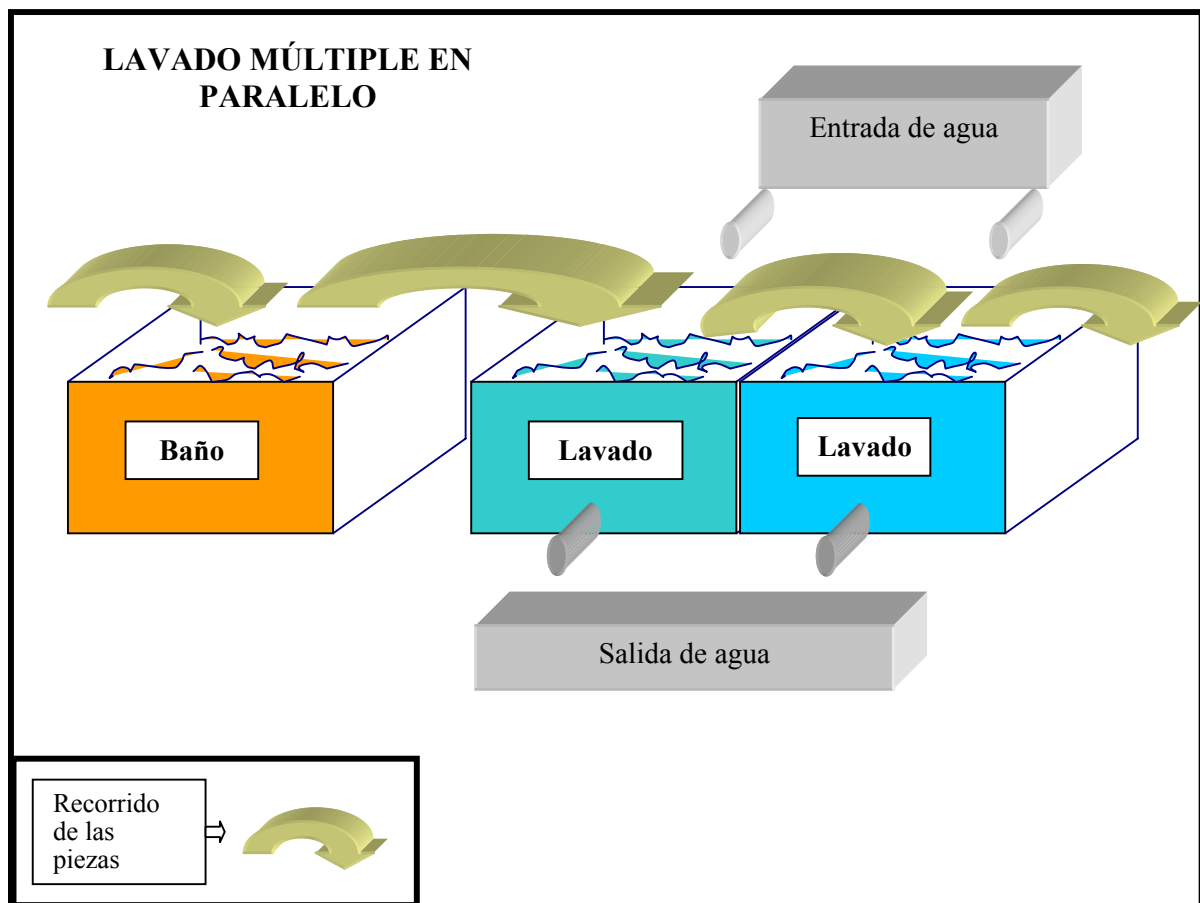 LAVADO MÚLTIPLE EN
PARALELO
Entrada de agua
Baño
Lavado
Lavado
Salida de agua
Recorrido
de las
piezas